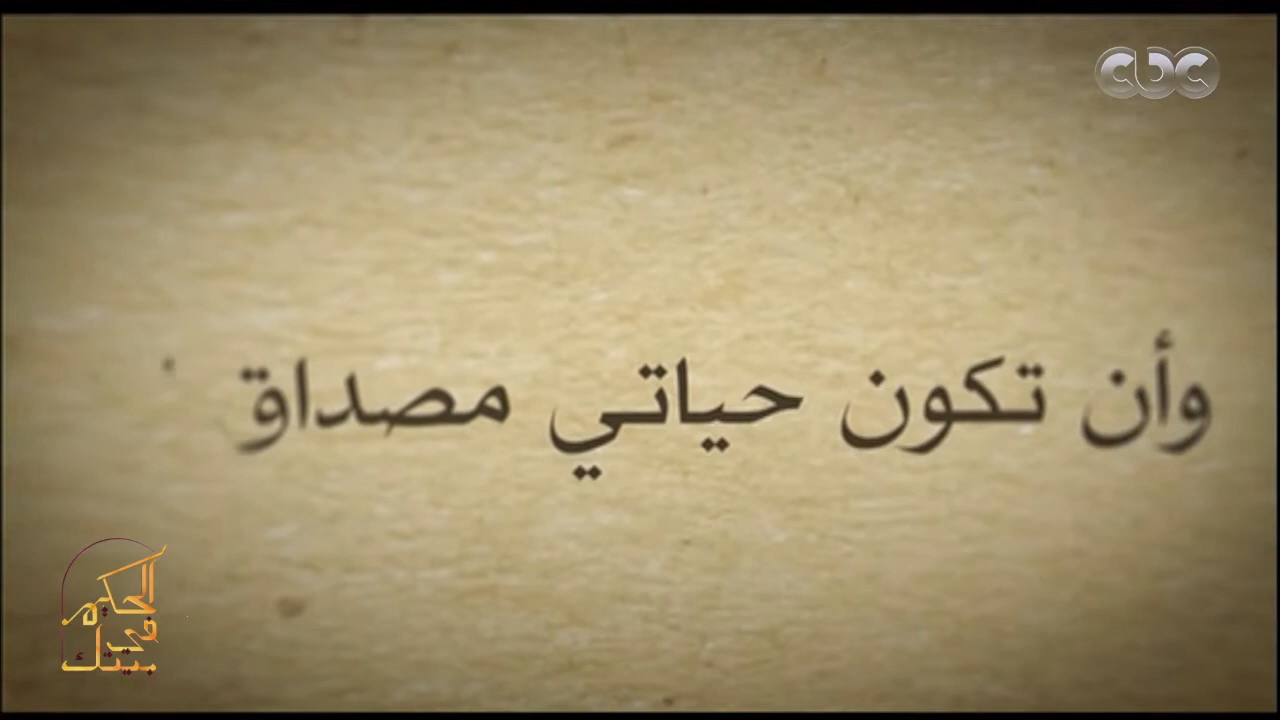 cbc
وأن تكون حياتي مصداق
الحكيم
في
بيتك